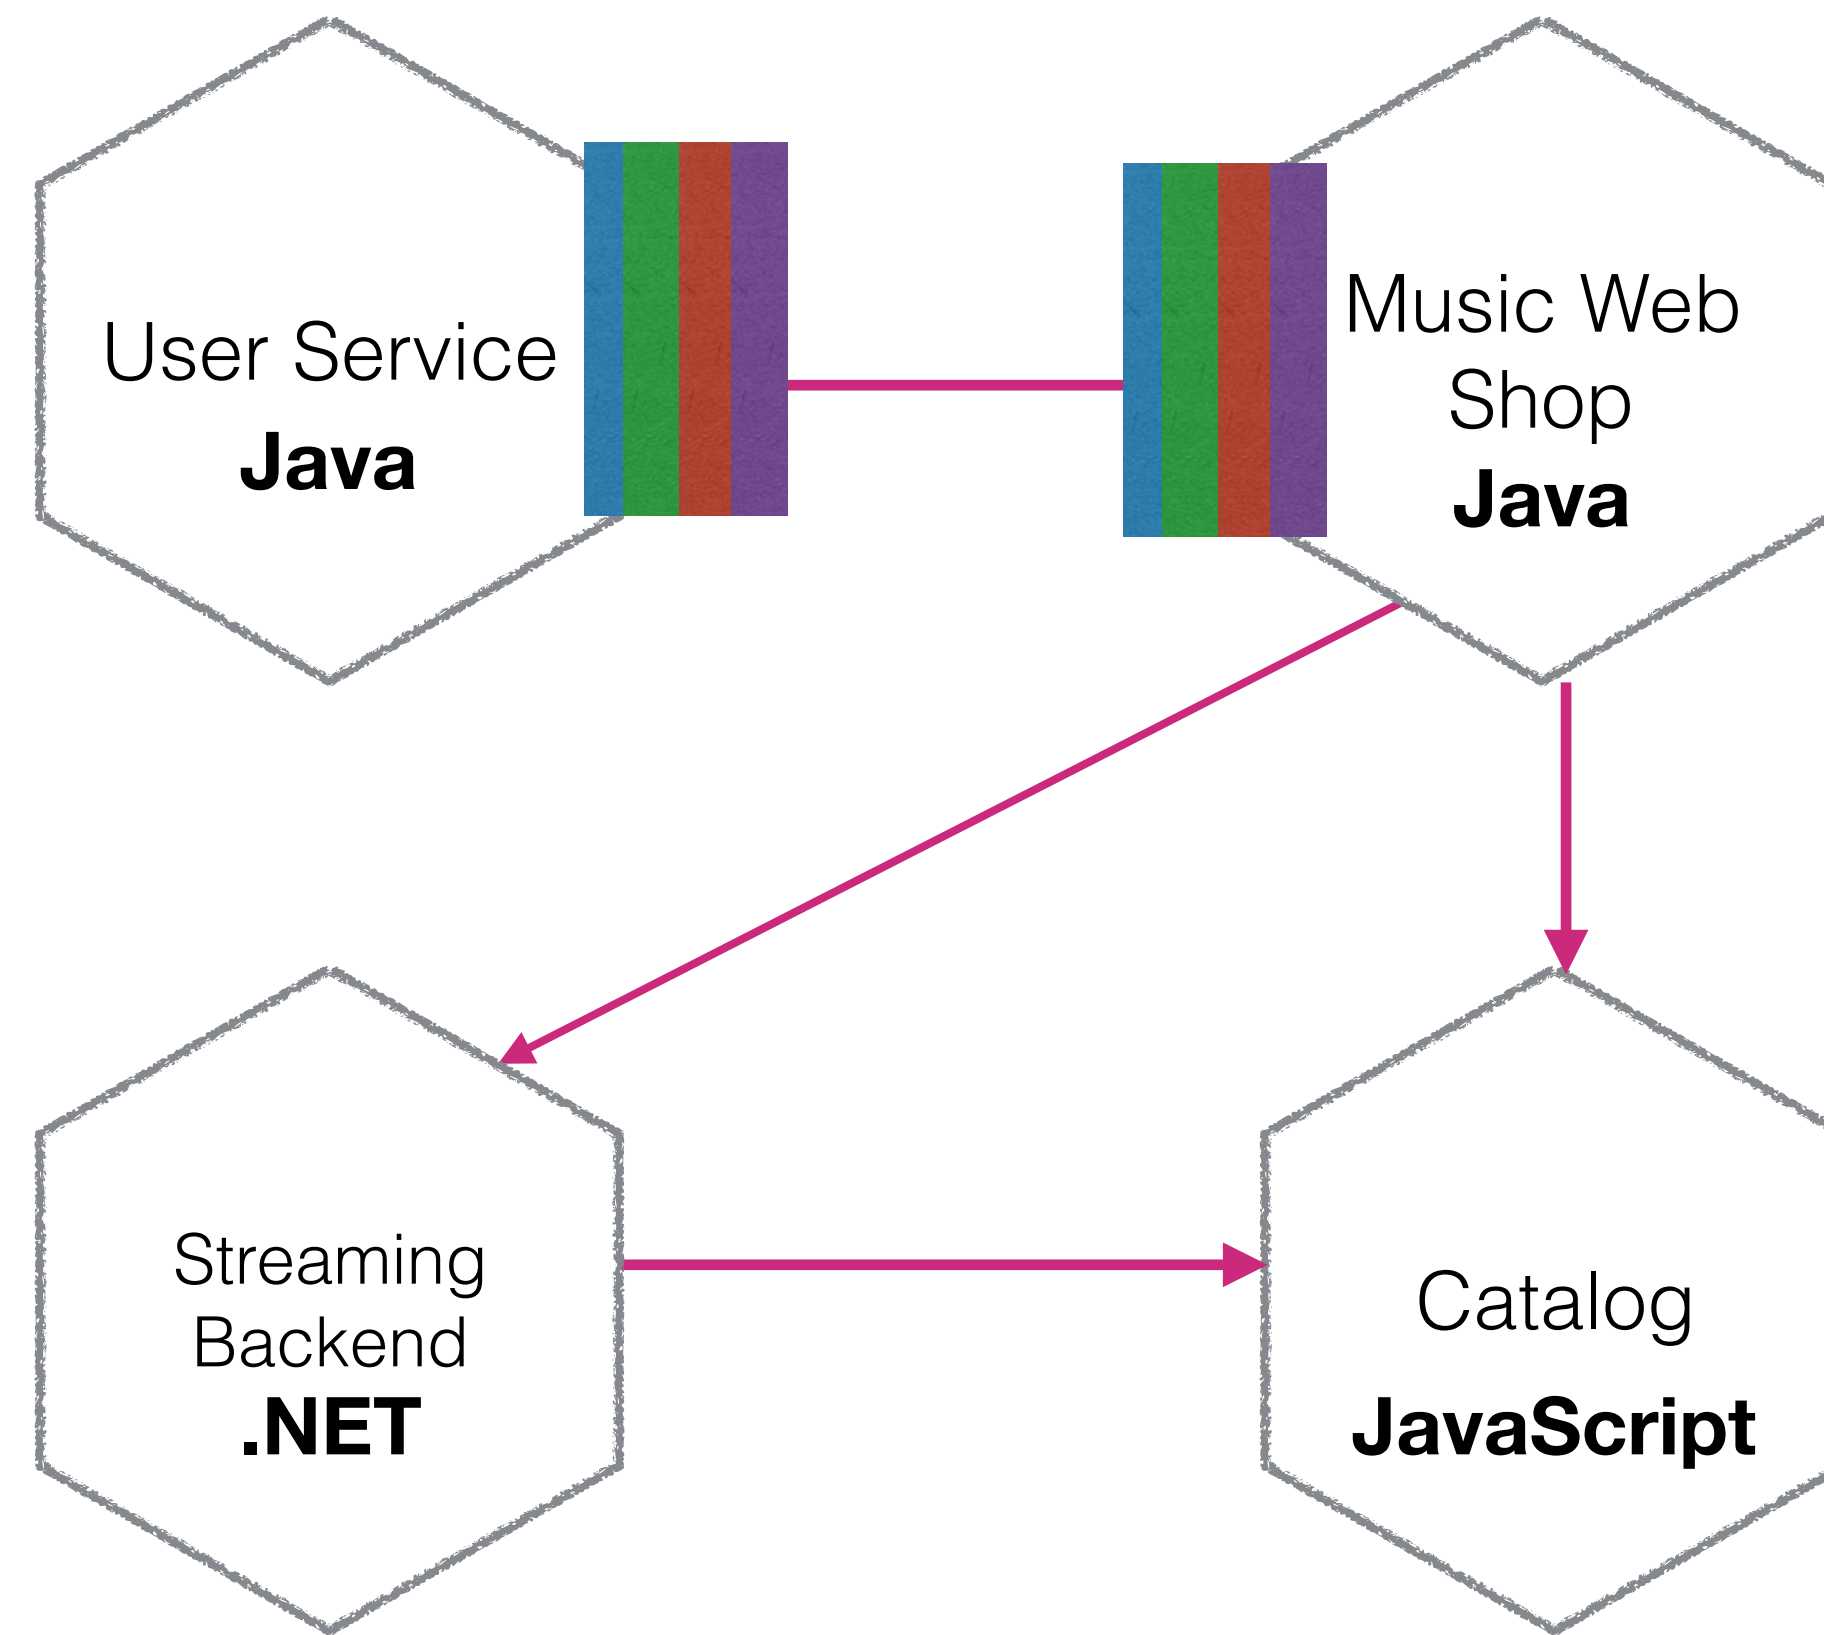 User Service
Java
Music Web
Shop
Java
Streaming
Backend
.NET
Catalog
JavaScript